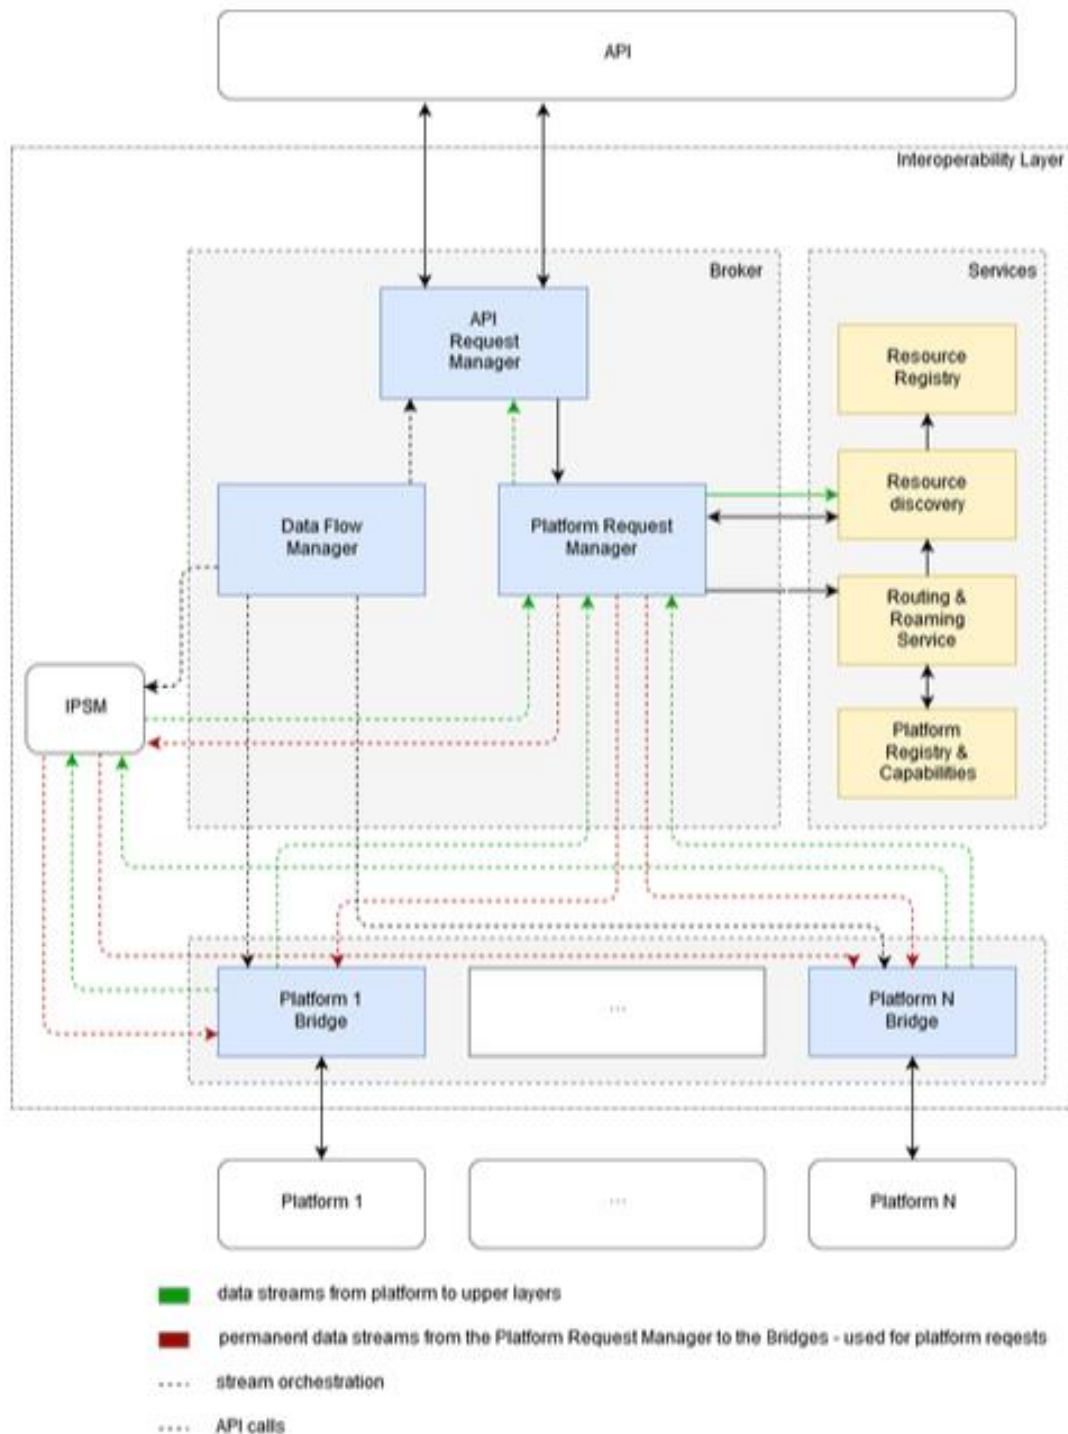 API
Interoperability Layer
Broker
Services
API
Request
Manager
Resource
Registry
Resource
discovery
Data Flow
Manager
Platform Request
Manager
Routing &
Roaming
Service
IPSM
Platform
Registry &
Capabilities
Platform 1
Bridge
...
Platform N
Bridge
Platform 1
...
Platform N
data streams from platform to upper layers
permanent data streams from the Platform Request Manager to the Bridges - used for platform reqests
stream orchestration
API calls